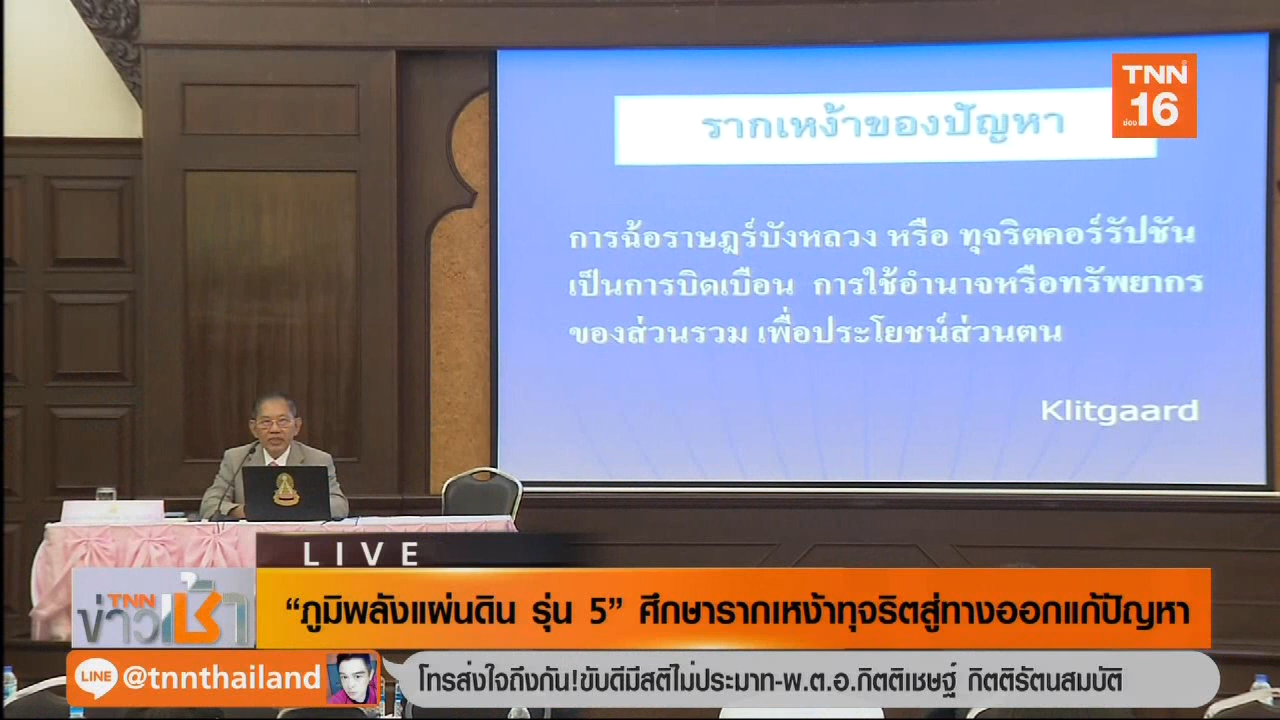 TNN
ช่อง 16
รากเหง้าของปัญหา
การฉ้อราษฎร์บังหลวง หรือ ทุจริตคอร์รัปชัน
เป็นการบิดเบือน การใช้อำนาจหรือทรัพยากร
ของส่วนรวม เพื่อประโยชน์ส่วนตน
Klitgaard
LIVE
TNN
ข่าวเช้า
“ภูมิพลังแผ่นดิน รุ่น 5” ศึกษารากเหง้าทุจริตสู่ทางออกแก้ปัญหา
LINE @tnnthailand
โทรส่งใจถึงกัน!ขับดีมีสติไม่ประมาท-พ.ต.อ.กิตติเชษฐ์ กิตติรัตนสมบัติ